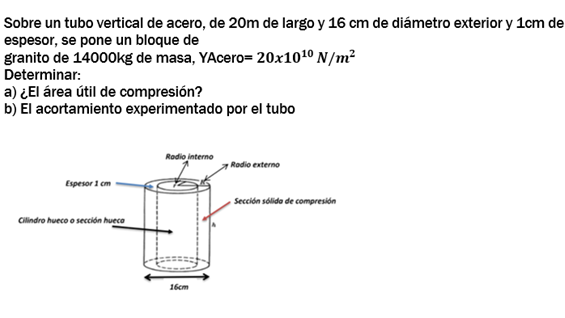 Sobre un tubo vertical de acero, de 20m de largo y 16 cm de diámetro exterior y 1cm de
espesor, se pone un bloque de
granito de 14000kg de masa, YAcero= 20x10¹⁰ N/m²
Determinar:
a) ¿El área útil de compresión?
b) El acortamiento experimentado por el tubo
Radio interno
Radio externo
Espesor 1 cm
Sección sólida de compresión
Cilindro hueco o sección hueca
h
16cm